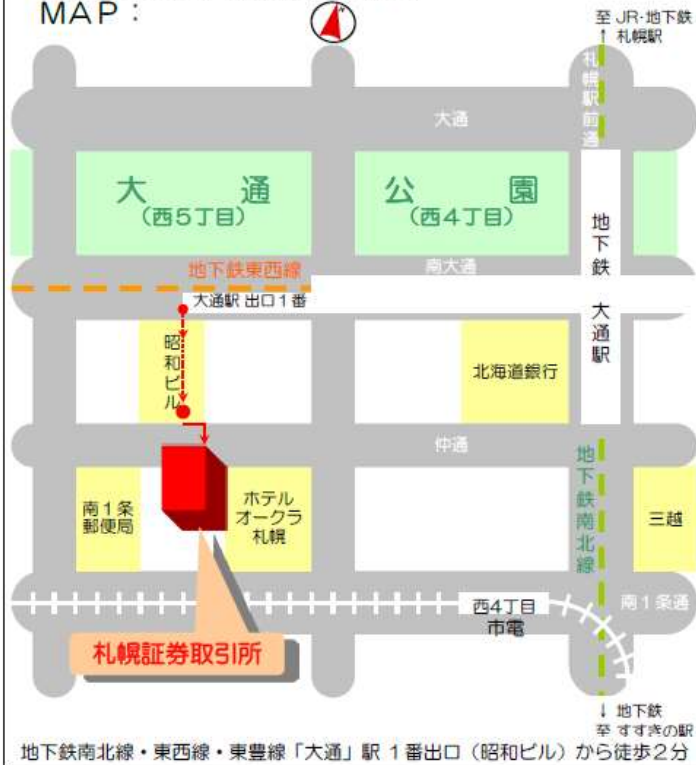 MAP：
至 JR・地下鉄
↑ 札幌駅
札幌駅前通
大通
大 通 公 園
（西５丁目）
（西４丁目）
地下鉄 大通駅
地下鉄東西線
南大通
大通駅 出口１番
昭和ビル
北海道銀行
仲通
地下鉄南北線
南１条
郵便局
ホテル
オークラ
札幌
三越
西4丁目
市電
南１条通
札幌証券取引所
↓ 地下鉄
至 すすきの駅
地下鉄南北線・東西線・東豊線「大通」駅 １番出口（昭和ビル）から徒歩２分